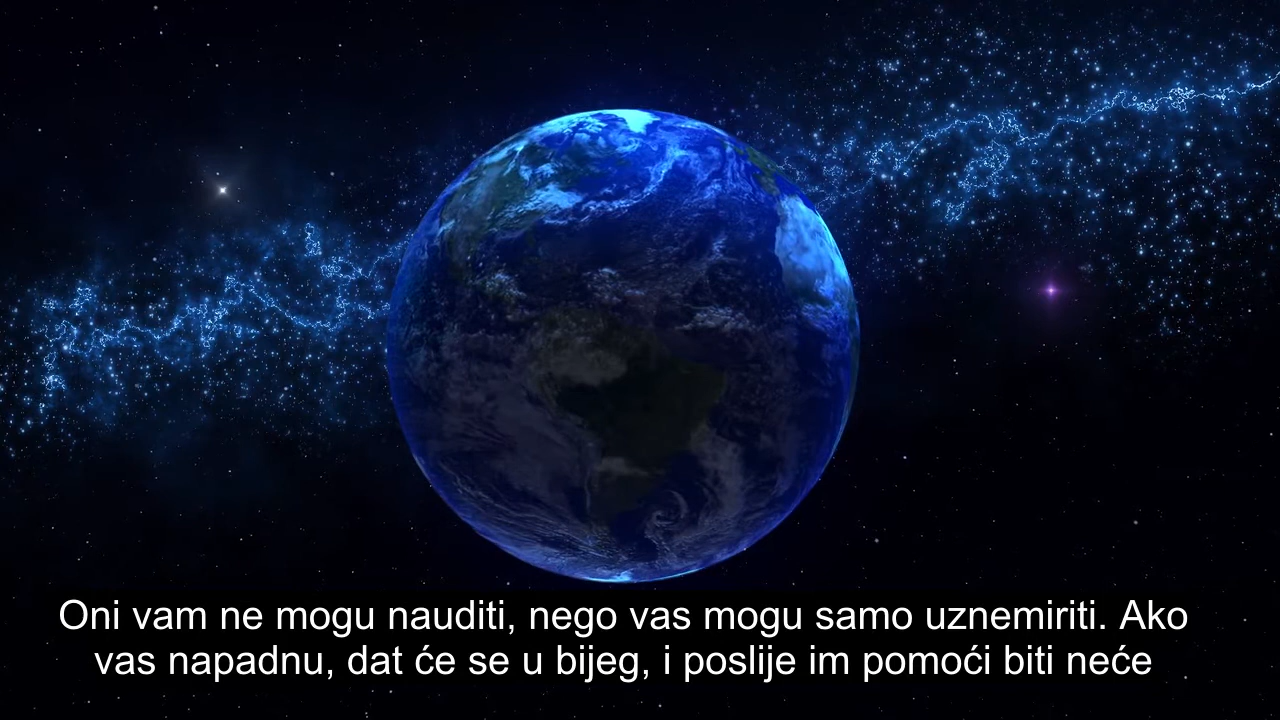 Oni vam ne mogu nauditi, nego vas mogu samo uznemiriti. Ako
vas napadnu, dat će se u bijeg, i poslije im pomoći biti neće